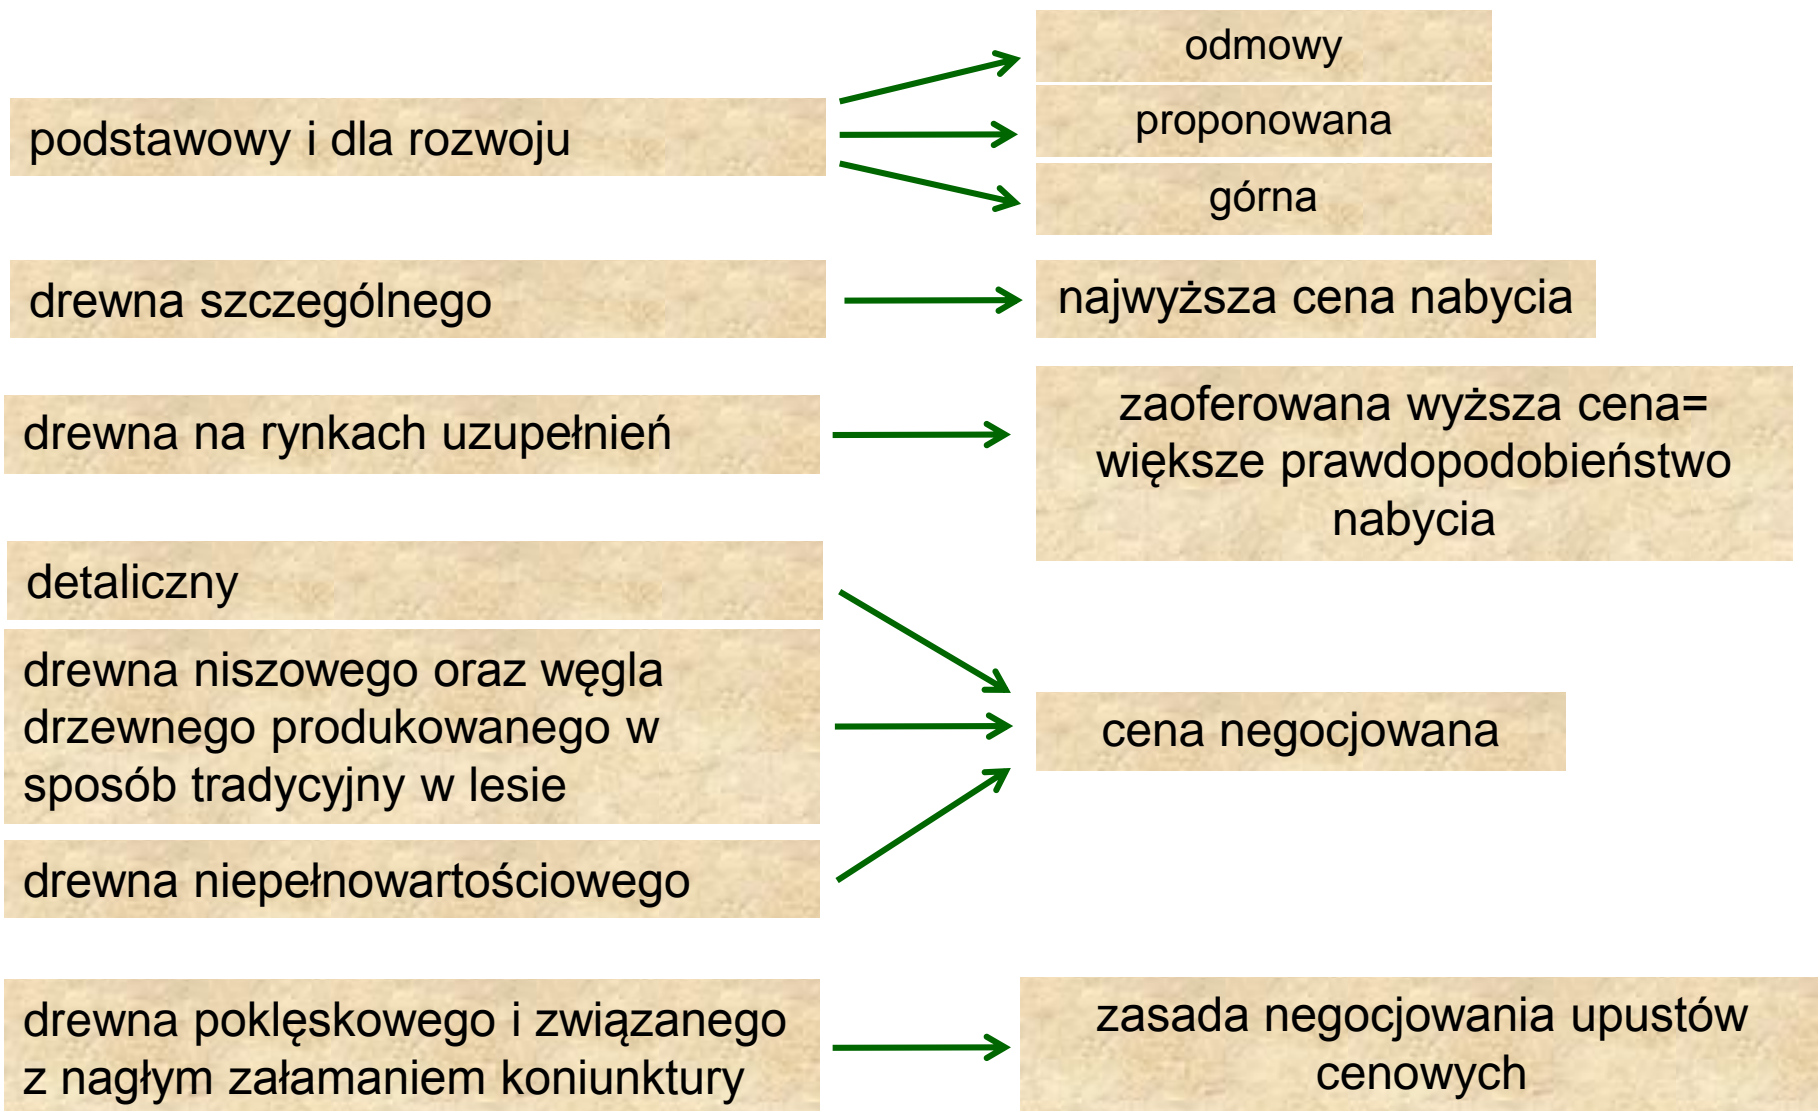 podstawowy i dla rozwoju
odmowy
proponowana
górna
drewna szczególnego
najwyższa cena nabycia
drewna na rynkach uzupełnień
zaoferowana wyższa cena=
większe prawdopodobieństwo
nabycia
detaliczny
drewna niszowego oraz węgla
drzewnego produkowanego w
sposób tradycyjny w lesie
drewna niepełnowartościowego
cena negocjowana
drewna poklęskowego i związanego
z nagłym załamaniem koniunktury
zasada negocjowania upustów
cenowych